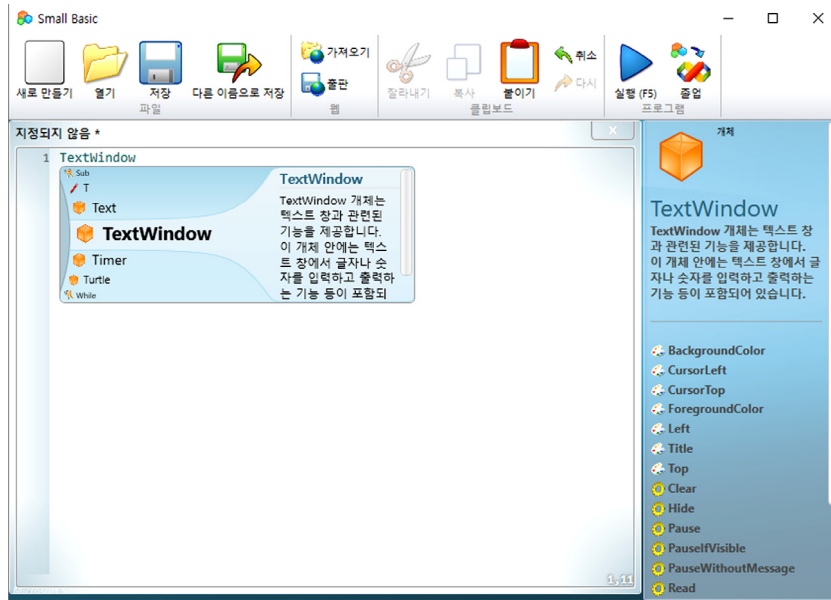 Small Basic
새로 만들기
열기
저장
다른 이름으로 저장
파일
가져오기
출판
웹
잘라내기
복사
붙이기
취소
다시
클립보드
실행 (F5)
졸업
프로그램
지정되지 않음 *
X
1 TextWindow
Sub
T
Text
TextWindow
Timer
Turtle
While
TextWindow
TextWindow 개체는
텍스트 창과 관련된
기능을 제공합니다.
이 개체 안에는 텍스
트 창에서 글자나 숫
자를 입력하고 출력하
는 기능 등이 포함되
1,11
개체
TextWindow
TextWindow 개체는 텍스트 창
과 관련된 기능을 제공합니다.
이 개체 안에는 텍스트 창에서 글
자나 숫자를 입력하고 출력하는
기능 등이 포함되어 있습니다.
BackgroundColor
CursorLeft
CursorTop
ForegroundColor
Left
Title
Top
Clear
Hide
Pause
PauseIfVisible
PauseWithoutMessage
Read